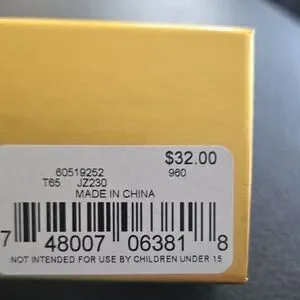 $32.00
60519252 960
T65 JZ230
MADE IN CHINA
7 48007 06381 8
NOT INTENDED FOR USE BY CHILDREN UNDER 15